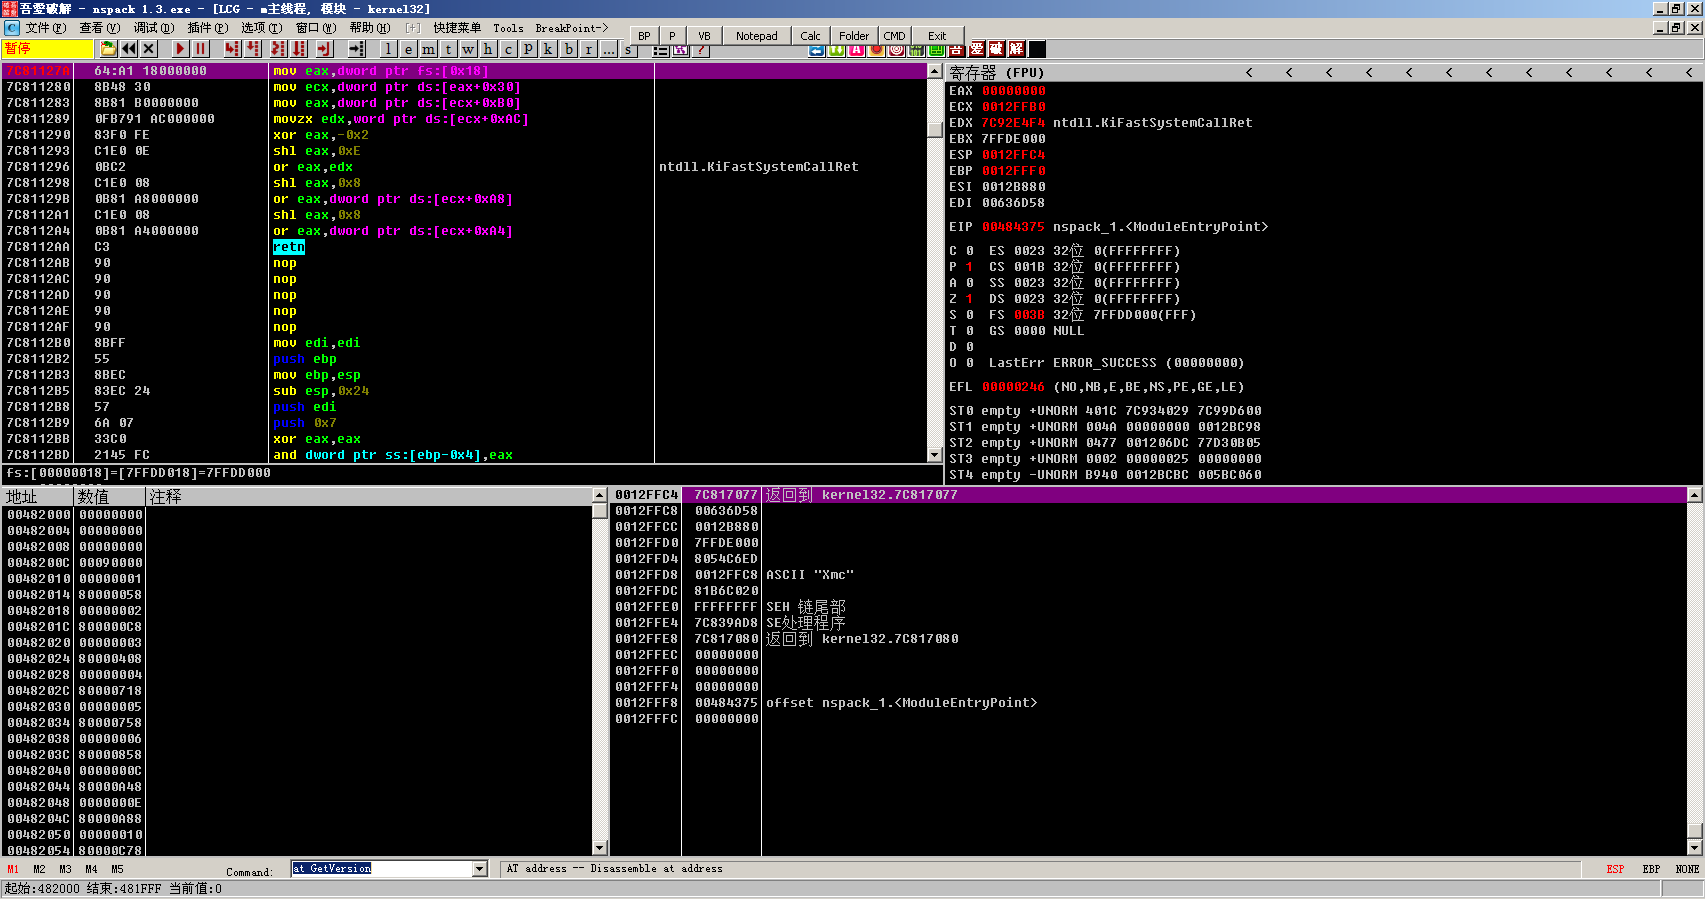 吾爱破解 - nspack 1.3.exe - [LCG - m主线程, 模块 - kernel32]
文件(F) 查看(V) 调试(D) 插件(P) 选项(T) 窗口(W) 帮助(H) [+] 快捷菜单 Tools BreakPoint->
BP P VB Notepad Calc Folder CMD Exit
暂停 l e m t w h c p k b r ... s
吾 爱 破 解
7C81127A 64:A1 18000000 mov eax,dword ptr fs:[0x18]
7C811280 8B48 30 mov ecx,dword ptr ds:[eax+0x30]
7C811283 8B81 B0000000 mov eax,dword ptr ds:[ecx+0xB0]
7C811289 0FB791 AC000000 movzx edx,word ptr ds:[ecx+0xAC]
7C811290 83F0 FE xor eax,-0x2
7C811293 C1E0 0E shl eax,0xE
7C811296 0BC2 or eax,edx ntdll.KiFastSystemCallRet
7C811298 C1E0 08 shl eax,0x8
7C81129B 0B81 A8000000 or eax,dword ptr ds:[ecx+0xA8]
7C8112A1 C1E0 08 shl eax,0x8
7C8112A4 0B81 A4000000 or eax,dword ptr ds:[ecx+0xA4]
7C8112AA C3 retn
7C8112AB 90 nop
7C8112AC 90 nop
7C8112AD 90 nop
7C8112AE 90 nop
7C8112AF 90 nop
7C8112B0 8BFF mov edi,edi
7C8112B2 55 push ebp
7C8112B3 8BEC mov ebp,esp
7C8112B5 83EC 24 sub esp,0x24
7C8112B8 57 push edi
7C8112B9 6A 07 push 0x7
7C8112BB 33C0 xor eax,eax
7C8112BD 2145 FC and dword ptr ss:[ebp-0x4],eax
fs:[00000018]=[7FFDD018]=7FFDD000
寄存器 (FPU) < < < < < < < < < < < <
EAX 00000000
ECX 0012FFB0
EDX 7C92E4F4 ntdll.KiFastSystemCallRet
EBX 7FFDE000
ESP 0012FFC4
EBP 0012FFF0
ESI 0012B880
EDI 00636D58
EIP 00484375 nspack_1.<ModuleEntryPoint>
C 0 ES 0023 32位 0(FFFFFFFF)
P 1 CS 001B 32位 0(FFFFFFFF)
A 0 SS 0023 32位 0(FFFFFFFF)
Z 1 DS 0023 32位 0(FFFFFFFF)
S 0 FS 003B 32位 7FFDD000(FFF)
T 0 GS 0000 NULL
D 0
O 0 LastErr ERROR_SUCCESS (00000000)
EFL 00000246 (NO,NB,E,BE,NS,PE,GE,LE)
ST0 empty +UNORM 401C 7C934029 7C99D600
ST1 empty +UNORM 004A 00000000 0012BC98
ST2 empty +UNORM 0477 001206DC 77D30B05
ST3 empty +UNORM 0002 00000025 00000000
ST4 empty -UNORM B940 0012BCBC 005BC060
地址 数值 注释
00482000 00000000
00482004 00000000
00482008 00000000
0048200C 00090000
00482010 00000001
00482014 80000058
00482018 00000002
0048201C 800000C8
00482020 00000003
00482024 80000408
00482028 00000004
0048202C 80000718
00482030 00000005
00482034 80000758
00482038 00000006
0048203C 80000858
00482040 0000000C
00482044 80000A48
00482048 0000000E
0048204C 80000A88
00482050 00000010
00482054 80000C78
0012FFC4 7C817077 返回到 kernel32.7C817077
0012FFC8 00636D58
0012FFCC 0012B880
0012FFD0 7FFDE000
0012FFD4 8054C6ED
0012FFD8 0012FFC8 ASCII "Xmc"
0012FFDC 81B6C020
0012FFE0 FFFFFFFF SEH 链尾部
0012FFE4 7C839AD8 SE处理程序
0012FFE8 7C817080 返回到 kernel32.7C817080
0012FFEC 00000000
0012FFF0 00000000
0012FFF4 00000000
0012FFF8 00484375 offset nspack_1.<ModuleEntryPoint>
0012FFFC 00000000
M1 M2 M3 M4 M5 Command: at GetVersion AT address -- Disassemble at address ESP EBP NONE
起始:482000 结束:481FFF 当前值:0